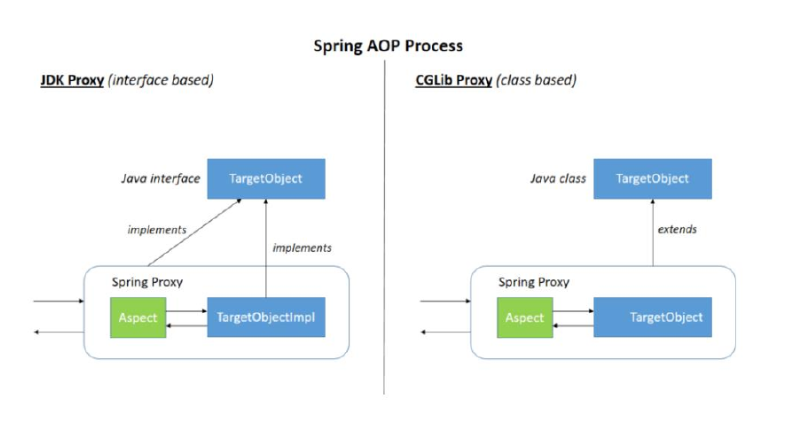 Spring AOP Process
JDK Proxy (interface based)
Java interface
TargetObject
implements
implements
Spring Proxy
Aspect
TargetObjectImpl
CGLib Proxy (class based)
Java class
TargetObject
extends
Spring Proxy
Aspect
TargetObject